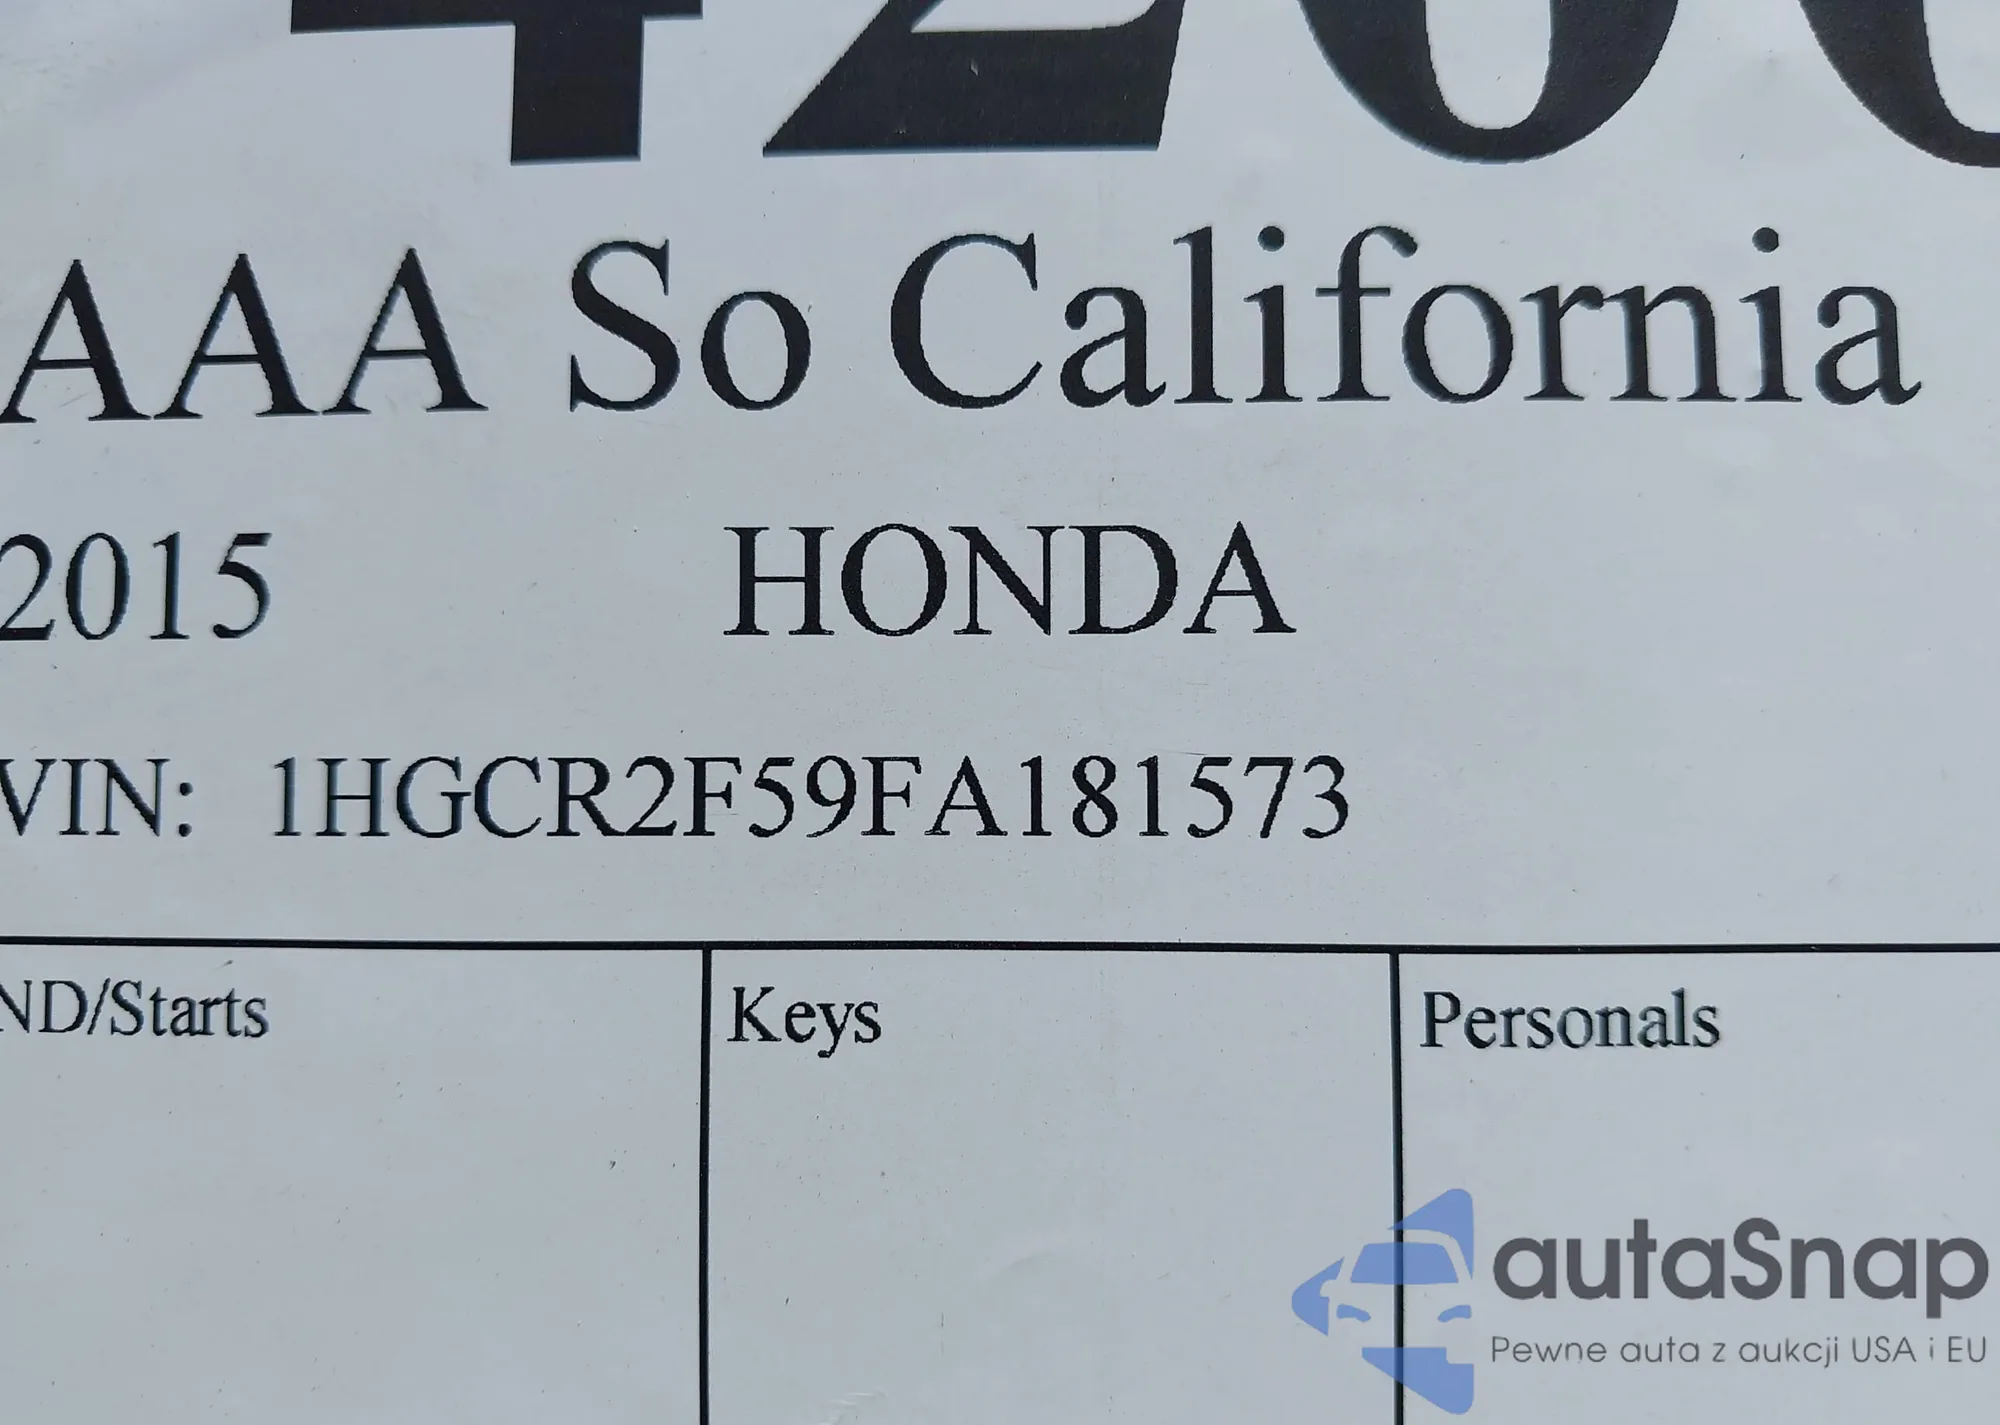 AAA So California
2015 HONDA
VIN: 1HGCR2F59FA181573
ND/Starts Keys Personals
autaSnap
Pewne auta z aukcji USA i EU